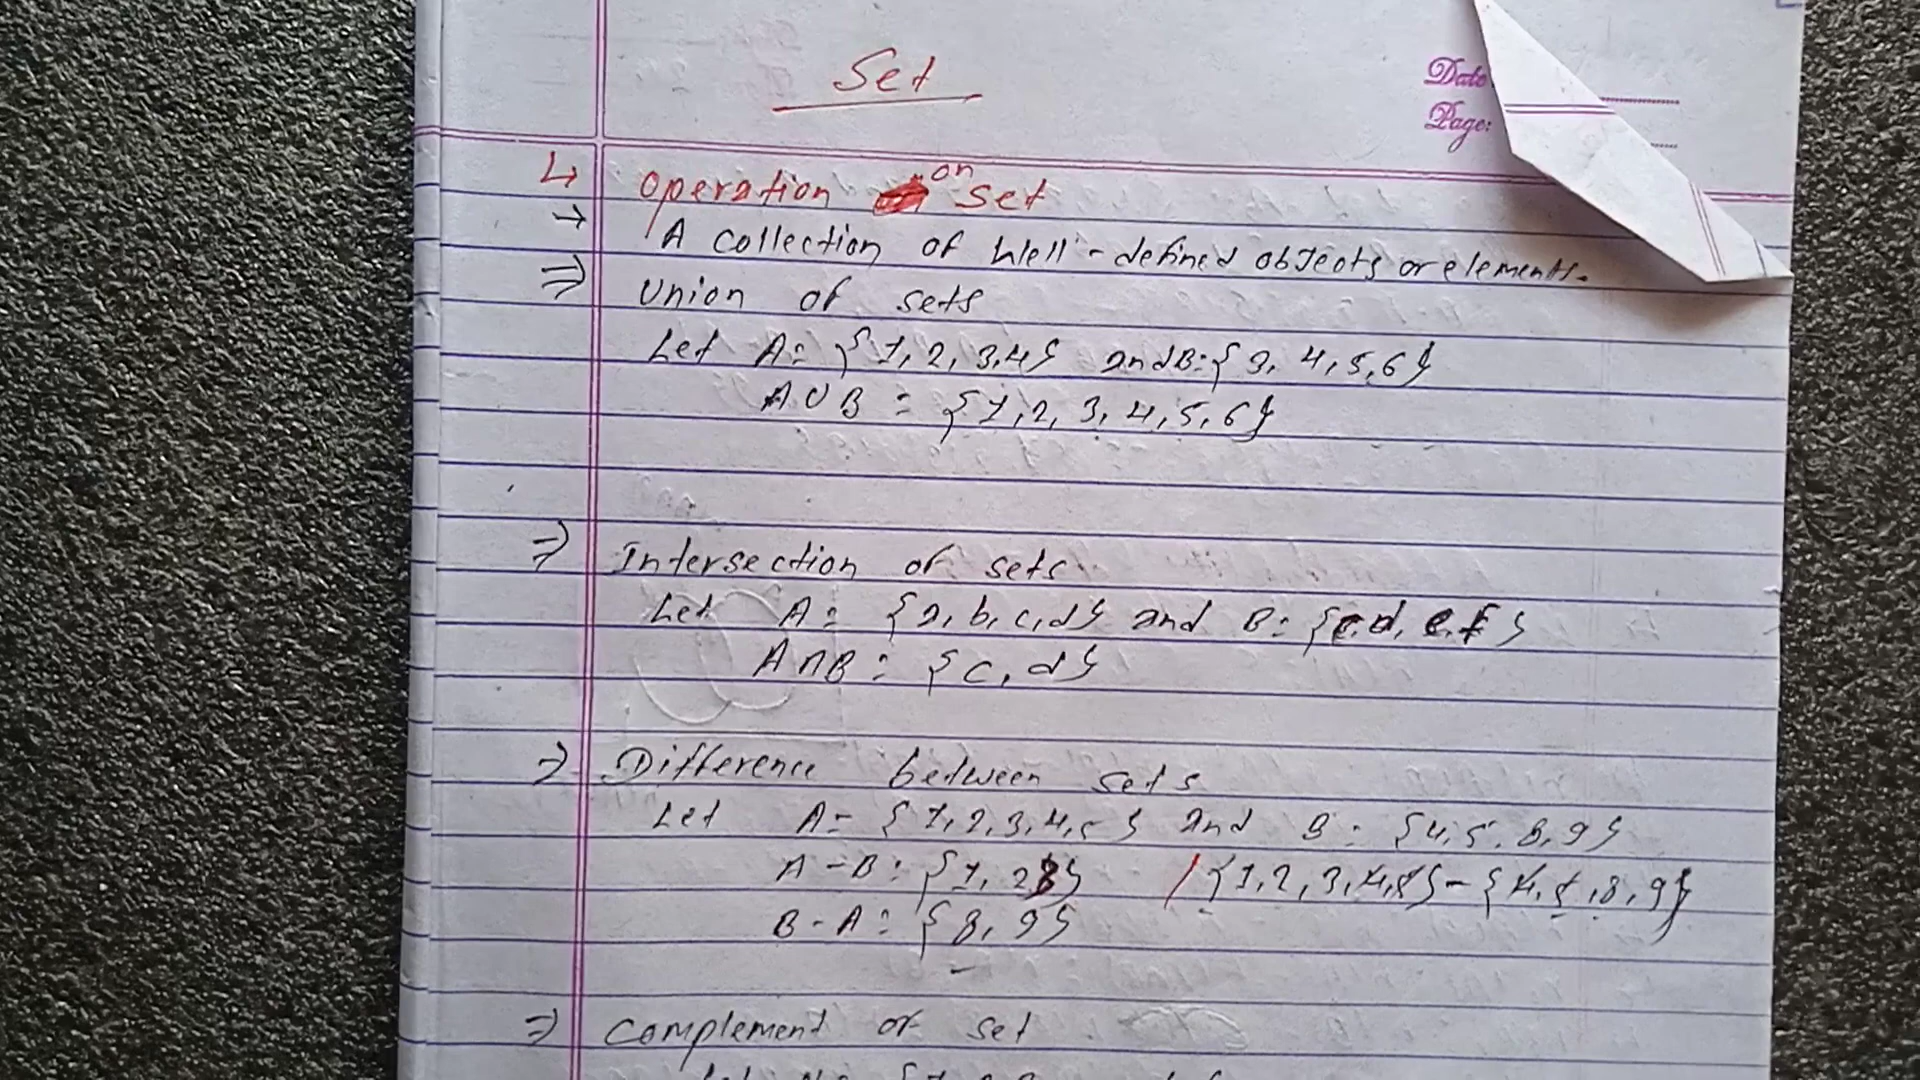 Set
Date
Page:
↳ Operation on Set
→ A collection of Well-defined objects or elements.
⇒ Union of sets
Let A = {1, 2, 3, 4} and B = {3, 4, 5, 6}
A ∪ B = {1, 2, 3, 4, 5, 6}
⇒ Intersection of sets
Let A = {a, b, c, d} and B = {c, d, e, f}
A ∩ B = {c, d}
⇒ Difference between sets
Let A = {1, 2, 3, 4, 5} and B = {4, 5, 8, 9}
A - B = {1, 2 3} / {1, 2, 3, 4, 5} - {4, 5, 8, 9}
B - A = {8, 9}
⇒ Complement of set